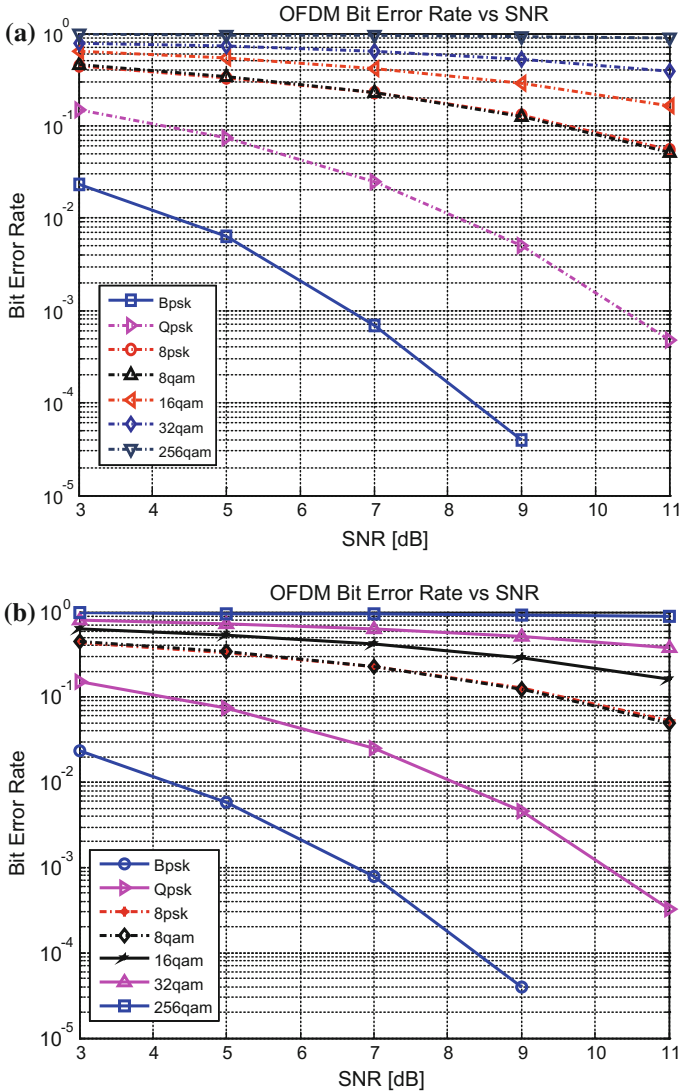 (a)
OFDM Bit Error Rate vs SNR
Bit Error Rate
10^0
10^-1
10^-2
10^-3
10^-4
10^-5
Bpsk
Qpsk
8psk
8qam
16qam
32qam
256qam
3 4 5 6 7 8 9 10 11
SNR [dB]
(b)
OFDM Bit Error Rate vs SNR
Bit Error Rate
10^0
10^-1
10^-2
10^-3
10^-4
10^-5
Bpsk
Qpsk
8psk
8qam
16qam
32qam
256qam
3 4 5 6 7 8 9 10 11
SNR [dB]